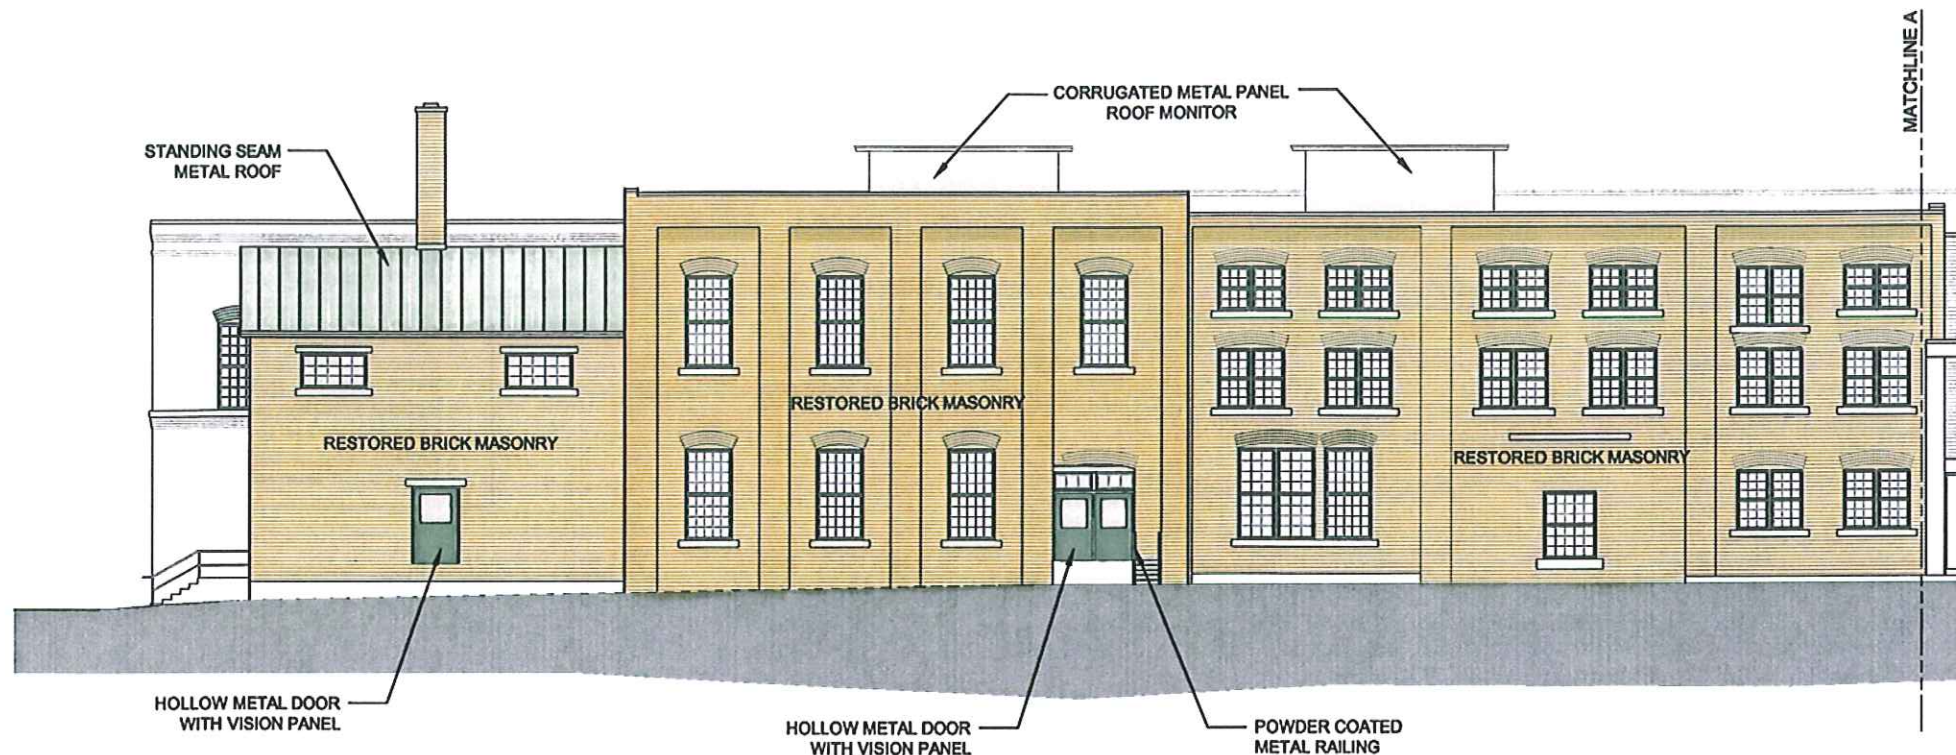 MATCHLINE A
CORRUGATED METAL PANEL
ROOF MONITOR
STANDING SEAM
METAL ROOF
RESTORED BRICK MASONRY
RESTORED BRICK MASONRY
RESTORED BRICK MASONRY
HOLLOW METAL DOOR
WITH VISION PANEL
HOLLOW METAL DOOR
WITH VISION PANEL
POWDER COATED
METAL RAILING